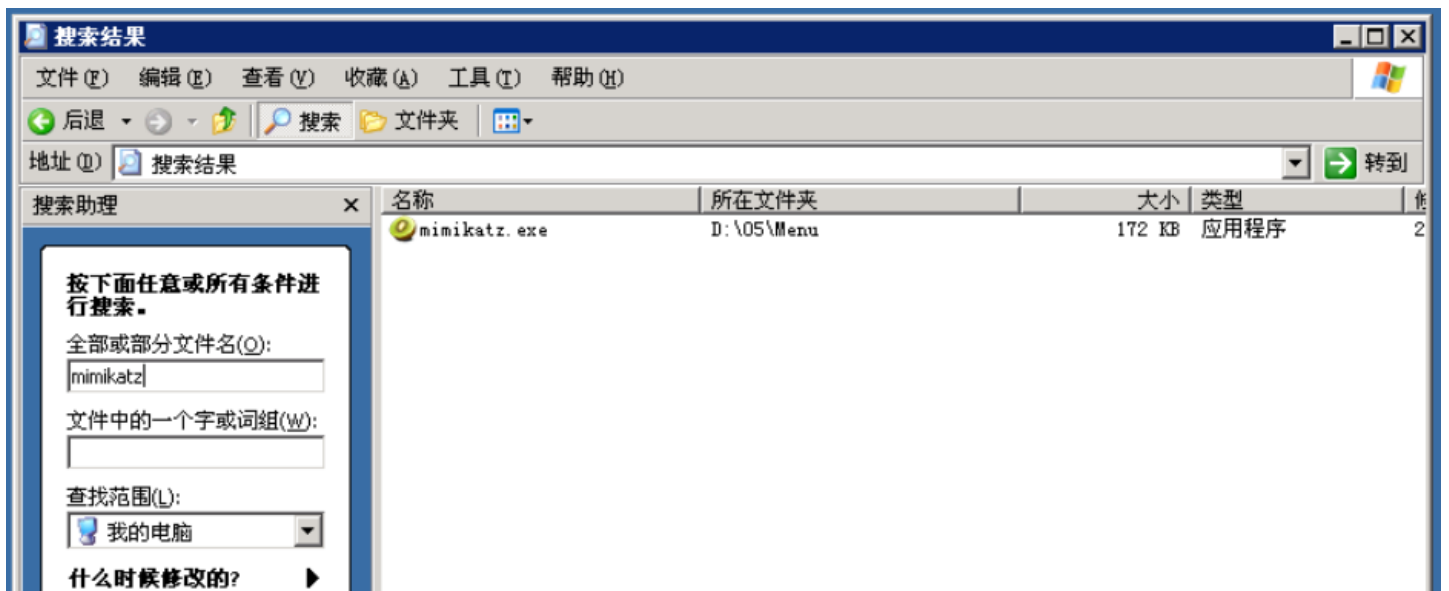 搜索结果
文件(F) 编辑(E) 查看(V) 收藏(A) 工具(T) 帮助(H)
后退 搜索 文件夹
地址(D) 搜索结果 转到
搜索助理
名称 所在文件夹 大小 类型
mimikatz.exe D:\05\Menu 172 KB 应用程序 2
按下面任意或所有条件进
行搜索。
全部或部分文件名(O):
mimikatz
文件中的一个字或词组(W):
查找范围(L):
我的电脑
什么时候修改的?